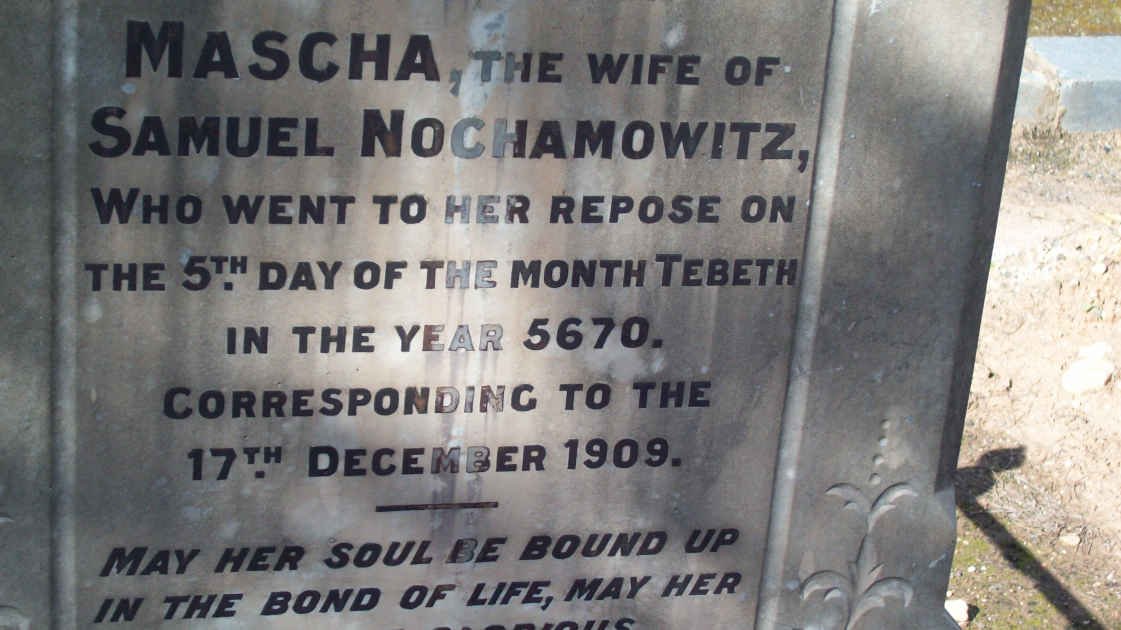 MASCHA, THE WIFE OF
SAMUEL NOCHAMOWITZ,
WHO WENT TO HER REPOSE ON
THE 5TH. DAY OF THE MONTH TEBETH
IN THE YEAR 5670.
CORRESPONDING TO THE
17TH. DECEMBER 1909.
MAY HER SOUL BE BOUND UP
IN THE BOND OF LIFE, MAY HER
GLORIOUS